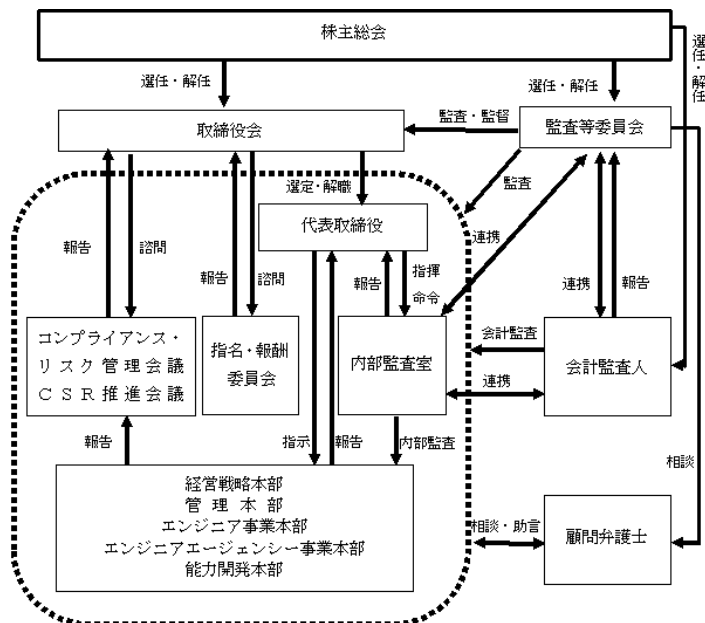 株主総会
選任・解任
選任・解任
選任・解任
取締役会
監査・監督
監査等委員会
選定・解職
監査
代表取締役
報告
諮問
報告
諮問
報告
指揮
命令
連携
連携
報告
コンプライアンス・
リスク管理会議
ＣＳＲ推進会議
指名・報酬
委員会
内部監査室
会計監査
会計監査人
連携
報告
指示
報告
内部監査
相談
経営戦略本部
管理本部
エンジニア事業本部
エンジニアエージェンシー事業本部
能力開発本部
相談・助言
顧問弁護士